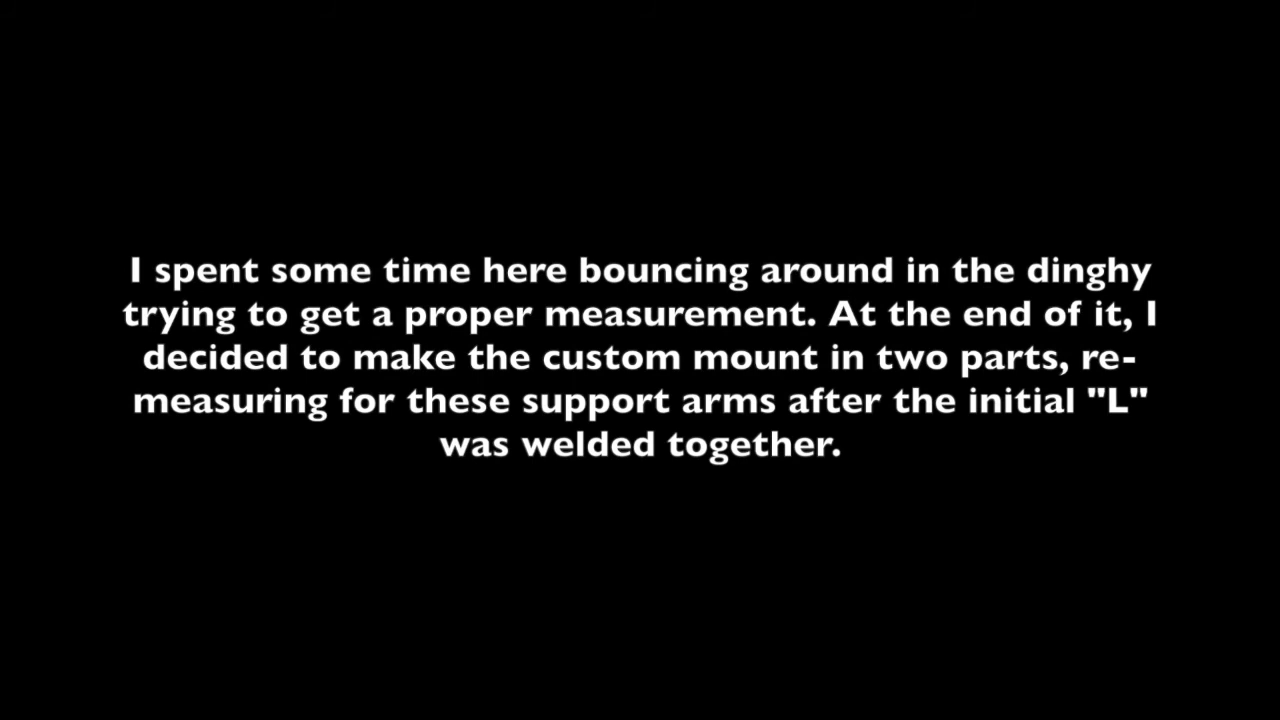 I spent some time here bouncing around in the dinghy
trying to get a proper measurement. At the end of it, I
decided to make the custom mount in two parts, re-
measuring for these support arms after the initial "L"
was welded together.